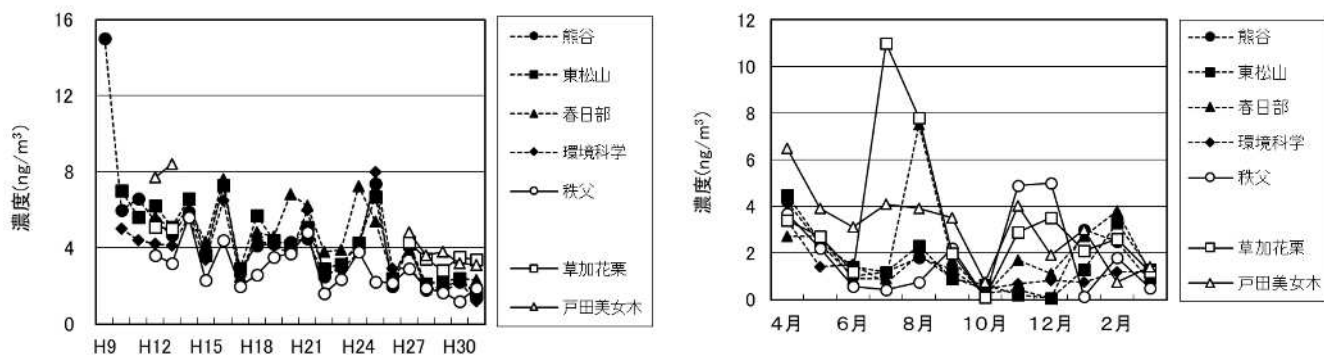 濃度(ng/m³)
16
12
8
4
0
H9 H12 H15 H18 H21 H24 H27 H30
熊谷
東松山
春日部
環境科学
秩父
草加花栗
戸田美女木
濃度(ng/m³)
12
10
8
6
4
2
0
4月 6月 8月 10月 12月 2月
熊谷
東松山
春日部
環境科学
秩父
草加花栗
戸田美女木